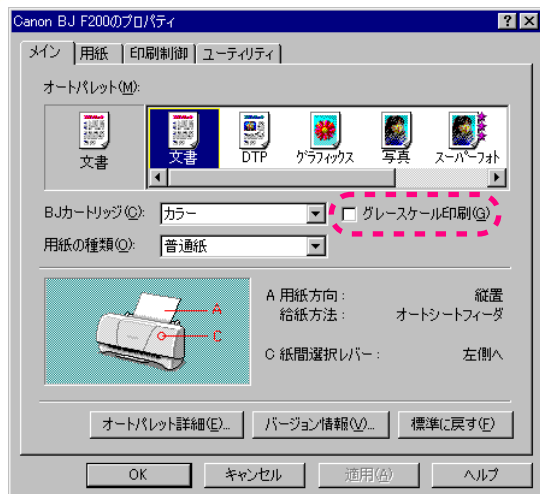 Canon BJ F200のプロパティ
メイン 用紙 印刷制御 ユーティリティ
オートパレット(M):
文書
文書 DTP グラフィックス 写真 スーパーフォト
BJカートリッジ(C): カラー グレースケール印刷(G)
用紙の種類(O): 普通紙
A 用紙方向： 縦置
給紙方法： オートシートフィーダ
A
C
C 紙間選択レバー： 左側へ
オートパレット詳細(E)... バージョン情報(V)... 標準に戻す(F)
OK キャンセル 適用(A) ヘルプ